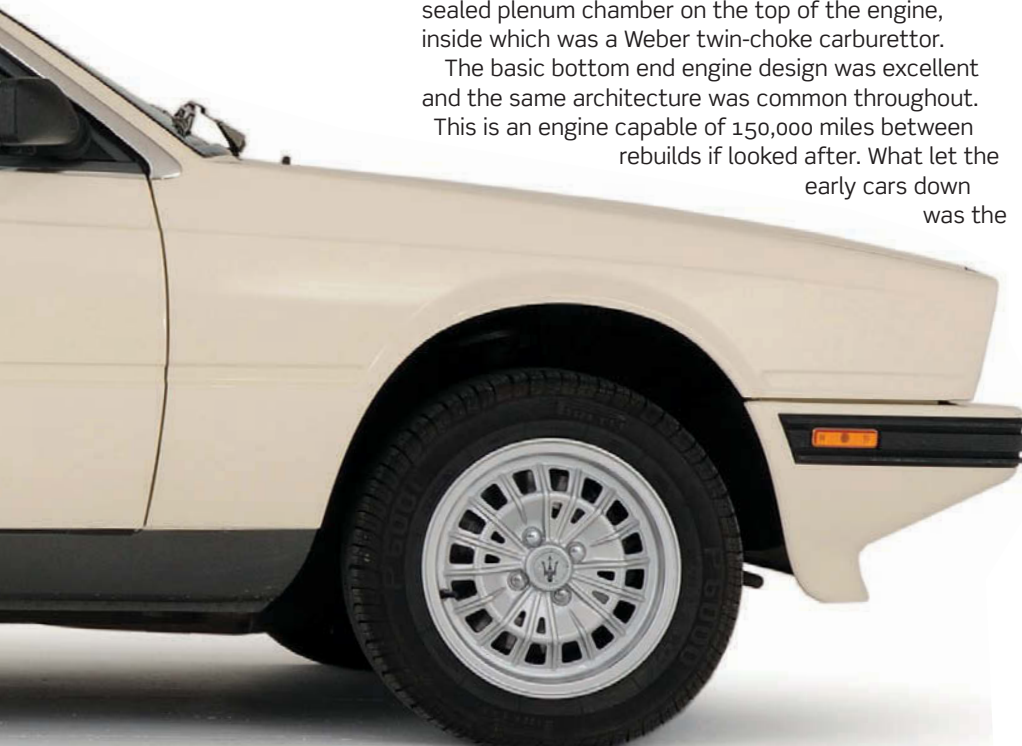 sealed plenum chamber on the top of the engine,
inside which was a Weber twin-choke carburettor.
The basic bottom end engine design was excellent
and the same architecture was common throughout.
This is an engine capable of 150,000 miles between
rebuilds if looked after. What let the
early cars down
was the
P6000
P6000